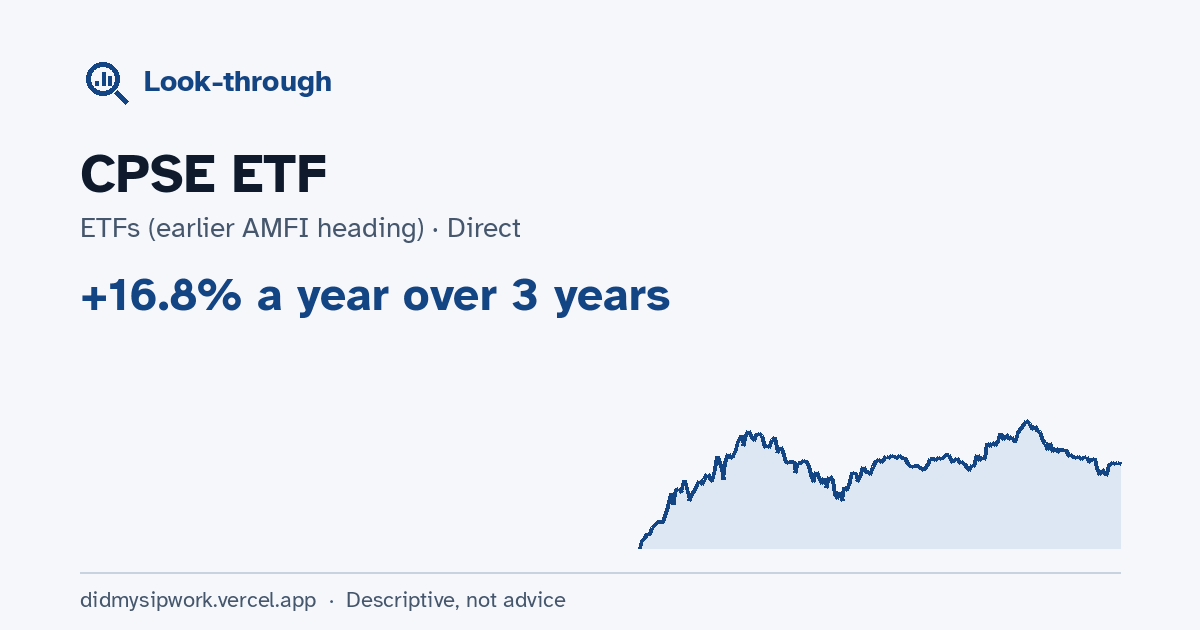 Look-through
CPSE ETF
ETFs (earlier AMFI heading) · Direct
+16.8% a year over 3 years
didmysipwork.vercel.app · Descriptive, not advice